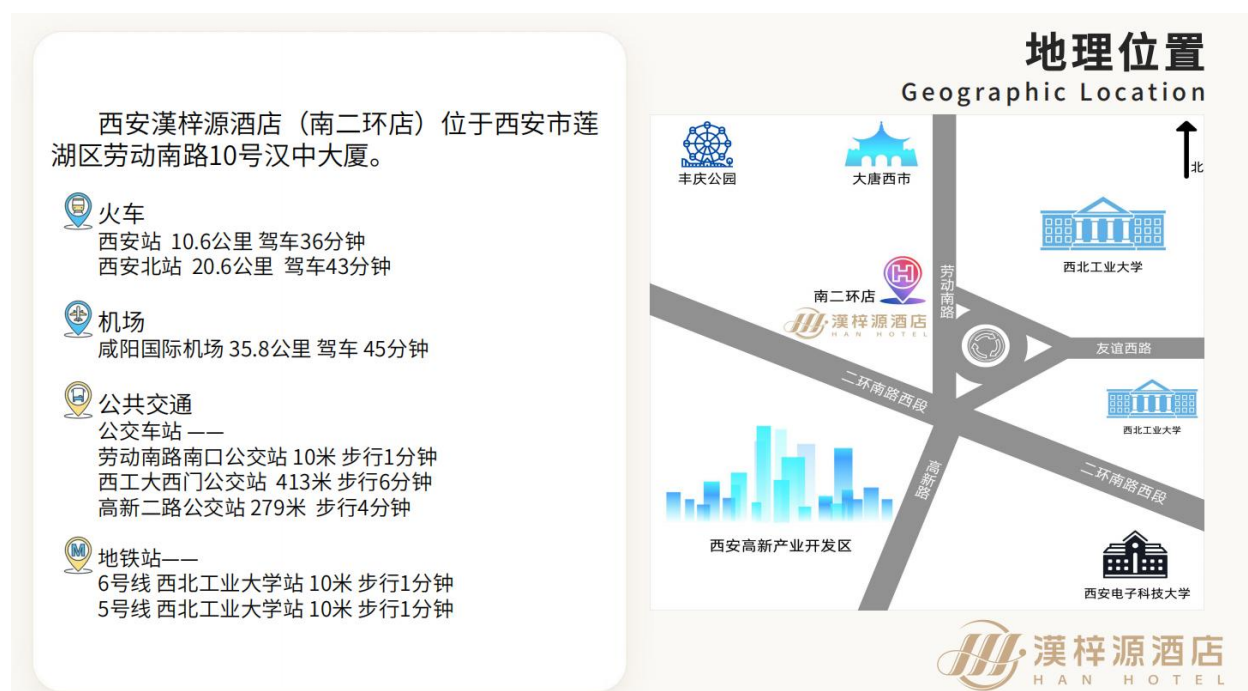 地理位置
Geographic Location
西安漢梓源酒店（南二环店）位于西安市莲
湖区劳动南路10号汉中大厦。
火车
西安站 10.6公里 驾车36分钟
西安北站 20.6公里 驾车43分钟
机场
咸阳国际机场 35.8公里 驾车 45分钟
公共交通
公交车站 ——
劳动南路南口公交站 10米 步行1分钟
西工大西门公交站 413米 步行6分钟
高新二路公交站 279米 步行4分钟
M
地铁站——
6号线 西北工业大学站 10米 步行1分钟
5号线 西北工业大学站 10米 步行1分钟
丰庆公园
大唐西市
北
西北工业大学
H
南二环店
漢梓源酒店
HAN HOTEL
劳动南路
友谊西路
二环南路西段
西北工业大学
高新路
二环南路西段
西安高新产业开发区
西安电子科技大学
漢梓源酒店
HAN HOTEL